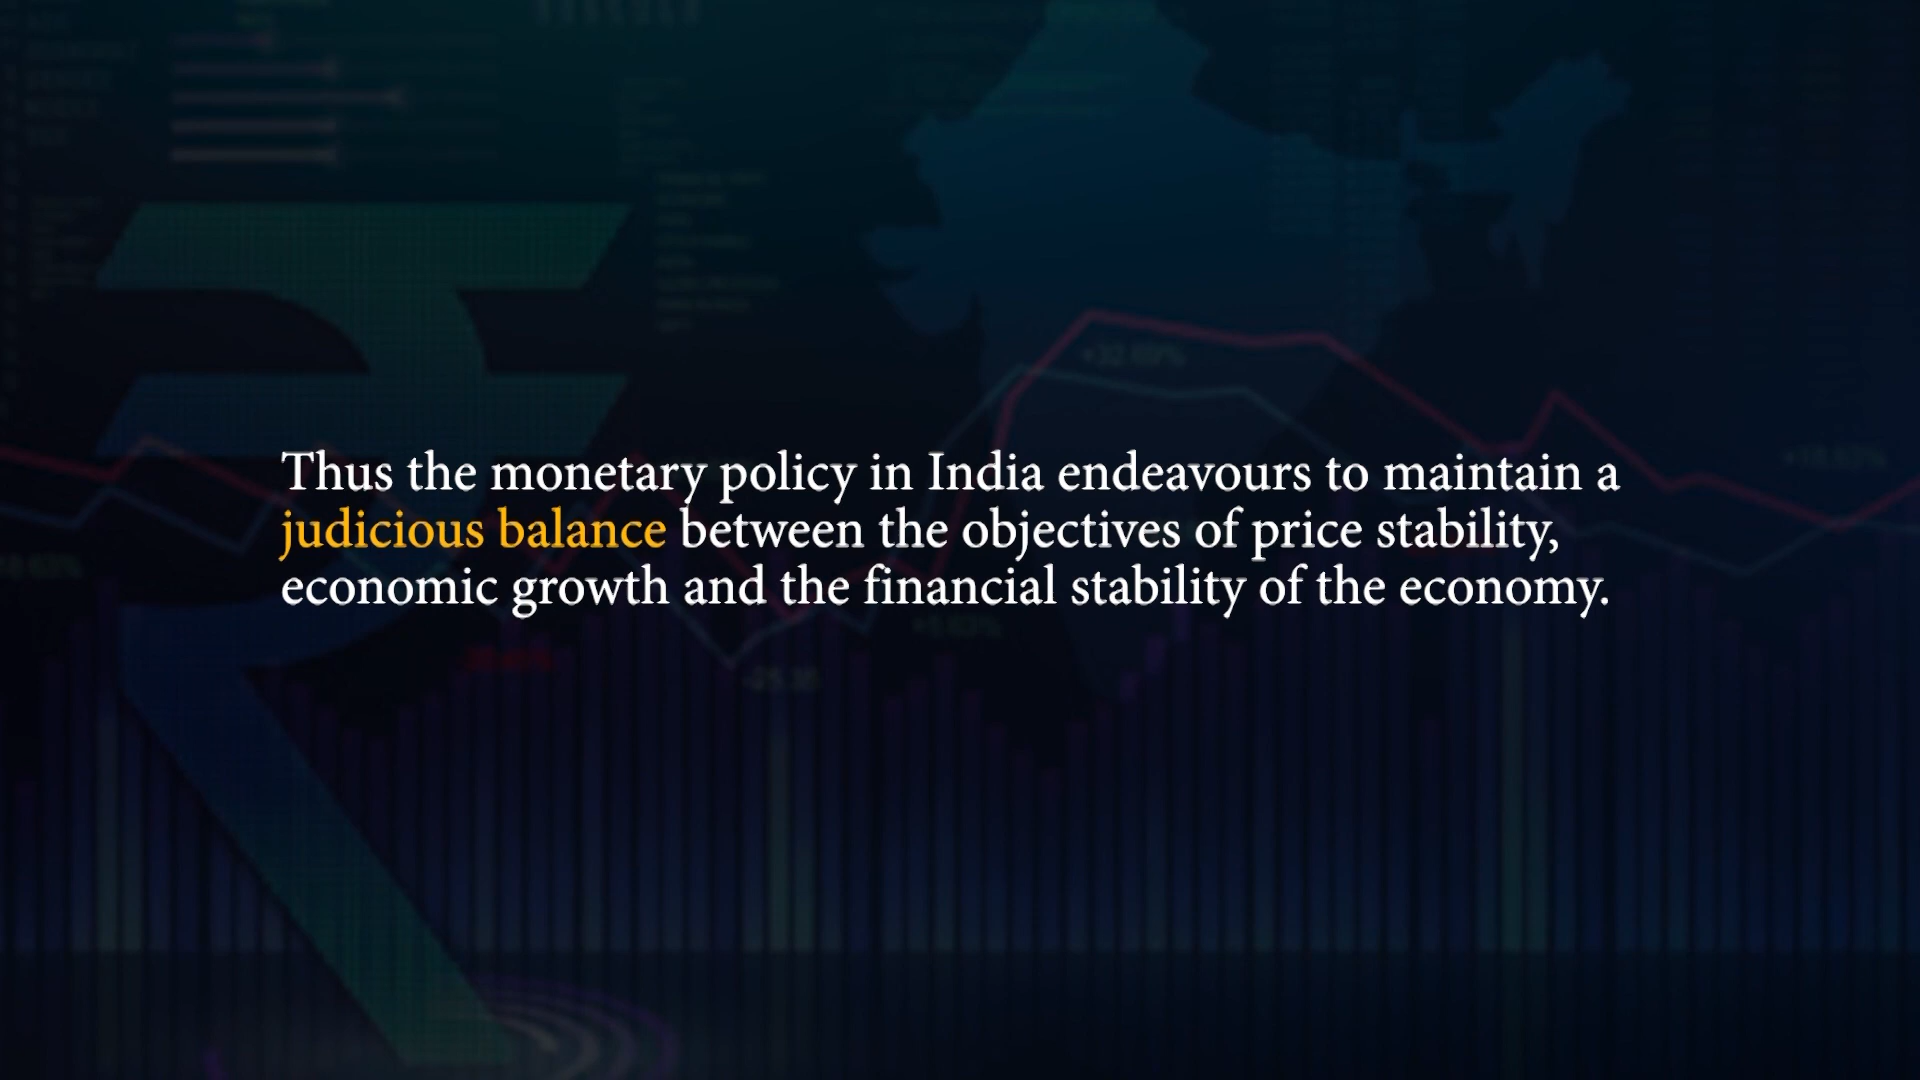 Thus the monetary policy in India endeavours to maintain a
judicious balance between the objectives of price stability,
economic growth and the financial stability of the economy.